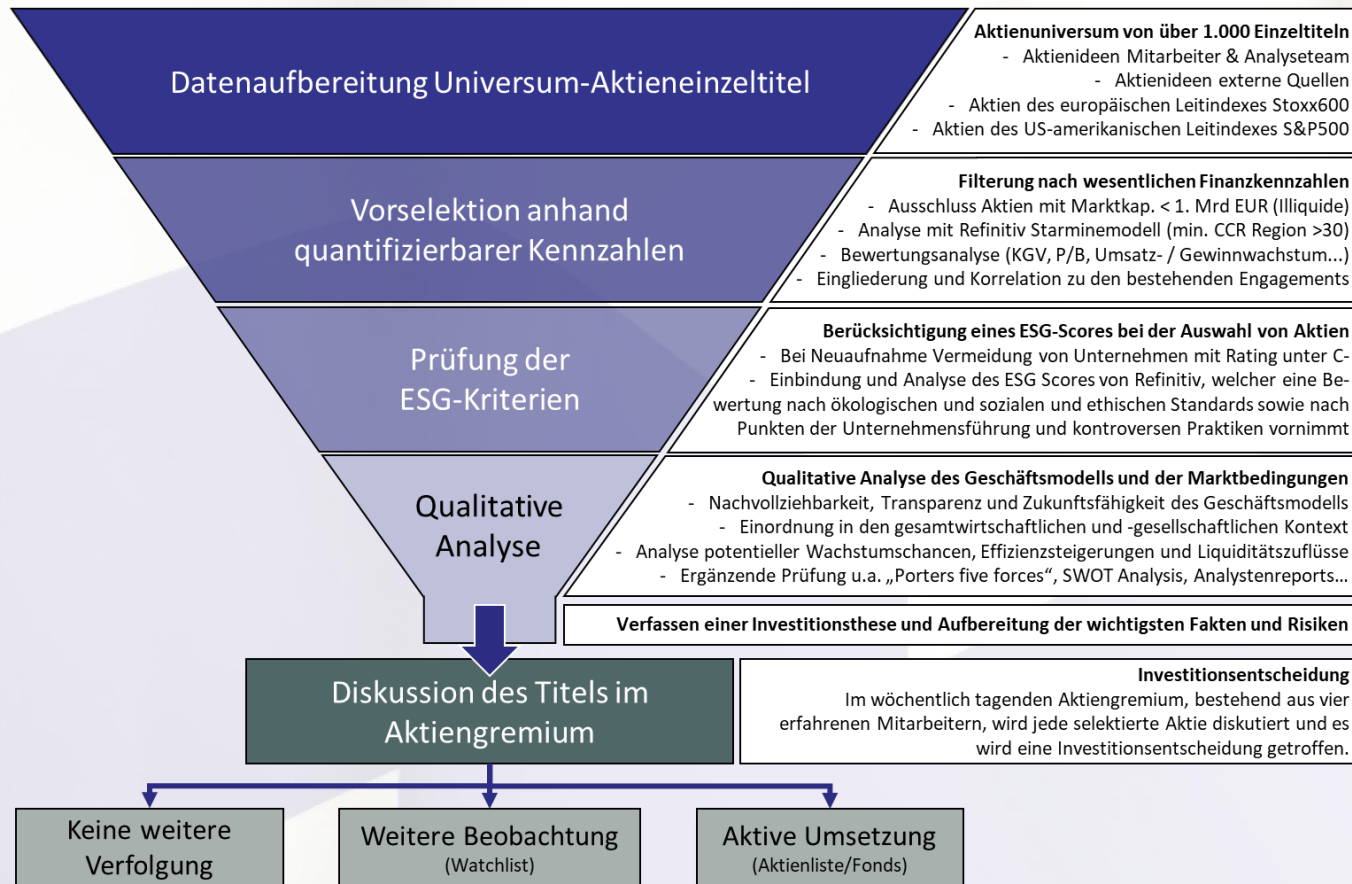 Datenaufbereitung Universum-Aktieneinzeltitel
Aktienuniversum von über 1.000 Einzeltiteln
- Aktienideen Mitarbeiter & Analyseteam
- Aktienideen externe Quellen
- Aktien des europäischen Leitindexes Stoxx600
- Aktien des US-amerikanischen Leitindexes S&P500
Vorselektion anhand
quantifizierbarer Kennzahlen
Filterung nach wesentlichen Finanzkennzahlen
- Ausschluss Aktien mit Marktkap. < 1. Mrd EUR (Illiquide)
- Analyse mit Refinitiv Starminemodell (min. CCR Region >30)
- Bewertungsanalyse (KGV, P/B, Umsatz- / Gewinnwachstum...)
- Eingliederung und Korrelation zu den bestehenden Engagements
Prüfung der
ESG-Kriterien
Berücksichtigung eines ESG-Scores bei der Auswahl von Aktien
- Bei Neuaufnahme Vermeidung von Unternehmen mit Rating unter C-
- Einbindung und Analyse des ESG Scores von Refinitiv, welcher eine Be-
wertung nach ökologischen und sozialen und ethischen Standards sowie nach
Punkten der Unternehmensführung und kontroversen Praktiken vornimmt
Qualitative
Analyse
Qualitative Analyse des Geschäftsmodells und der Marktbedingungen
- Nachvollziehbarkeit, Transparenz und Zukunftsfähigkeit des Geschäftsmodells
- Einordnung in den gesamtwirtschaftlichen und -gesellschaftlichen Kontext
- Analyse potentieller Wachstumschancen, Effizienzsteigerungen und Liquiditätszuflüsse
- Ergänzende Prüfung u.a. „Porters five forces“, SWOT Analysis, Analystenreports…
Verfassen einer Investitionsthese und Aufbereitung der wichtigsten Fakten und Risiken
Diskussion des Titels im
Aktiengremium
Investitionsentscheidung
Im wöchentlich tagenden Aktiengremium, bestehend aus vier
erfahrenen Mitarbeitern, wird jede selektierte Aktie diskutiert und es
wird eine Investitionsentscheidung getroffen.
Keine weitere
Verfolgung
Weitere Beobachtung
(Watchlist)
Aktive Umsetzung
(Aktienliste/Fonds)